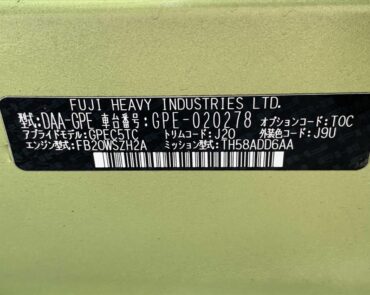 FUJI HEAVY INDUSTRIES LTD.
型式:DAA-GPE 車台番号:GPE-020278 オプションコード:TOC
アプライドモデル:GPEC5TC トリムコード:J20 外装色コード:J9U
エンジン型式:FB20WSZH2A ミッション型式:TH58ADD6AA